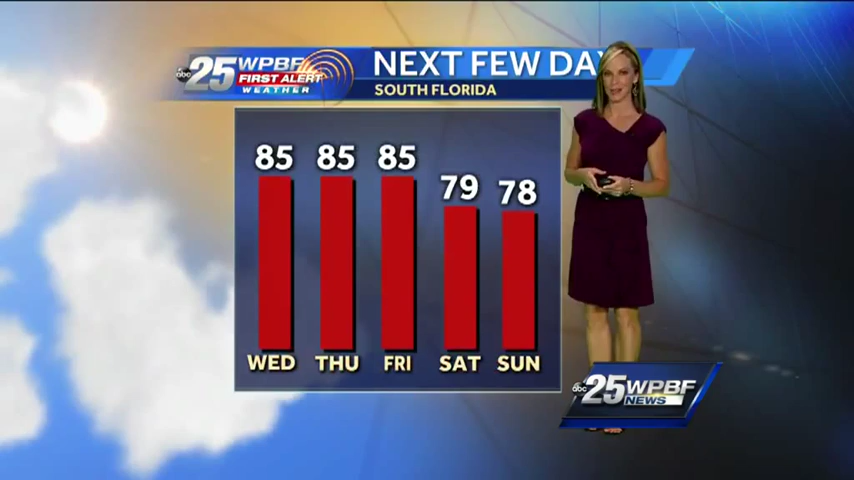 abc 25 WPBF
FIRST ALERT
WEATHER
NEXT FEW DAY
SOUTH FLORIDA
85 85 85 79 78
WED THU FRI SAT SUN
abc 25 WPBF
NEWS